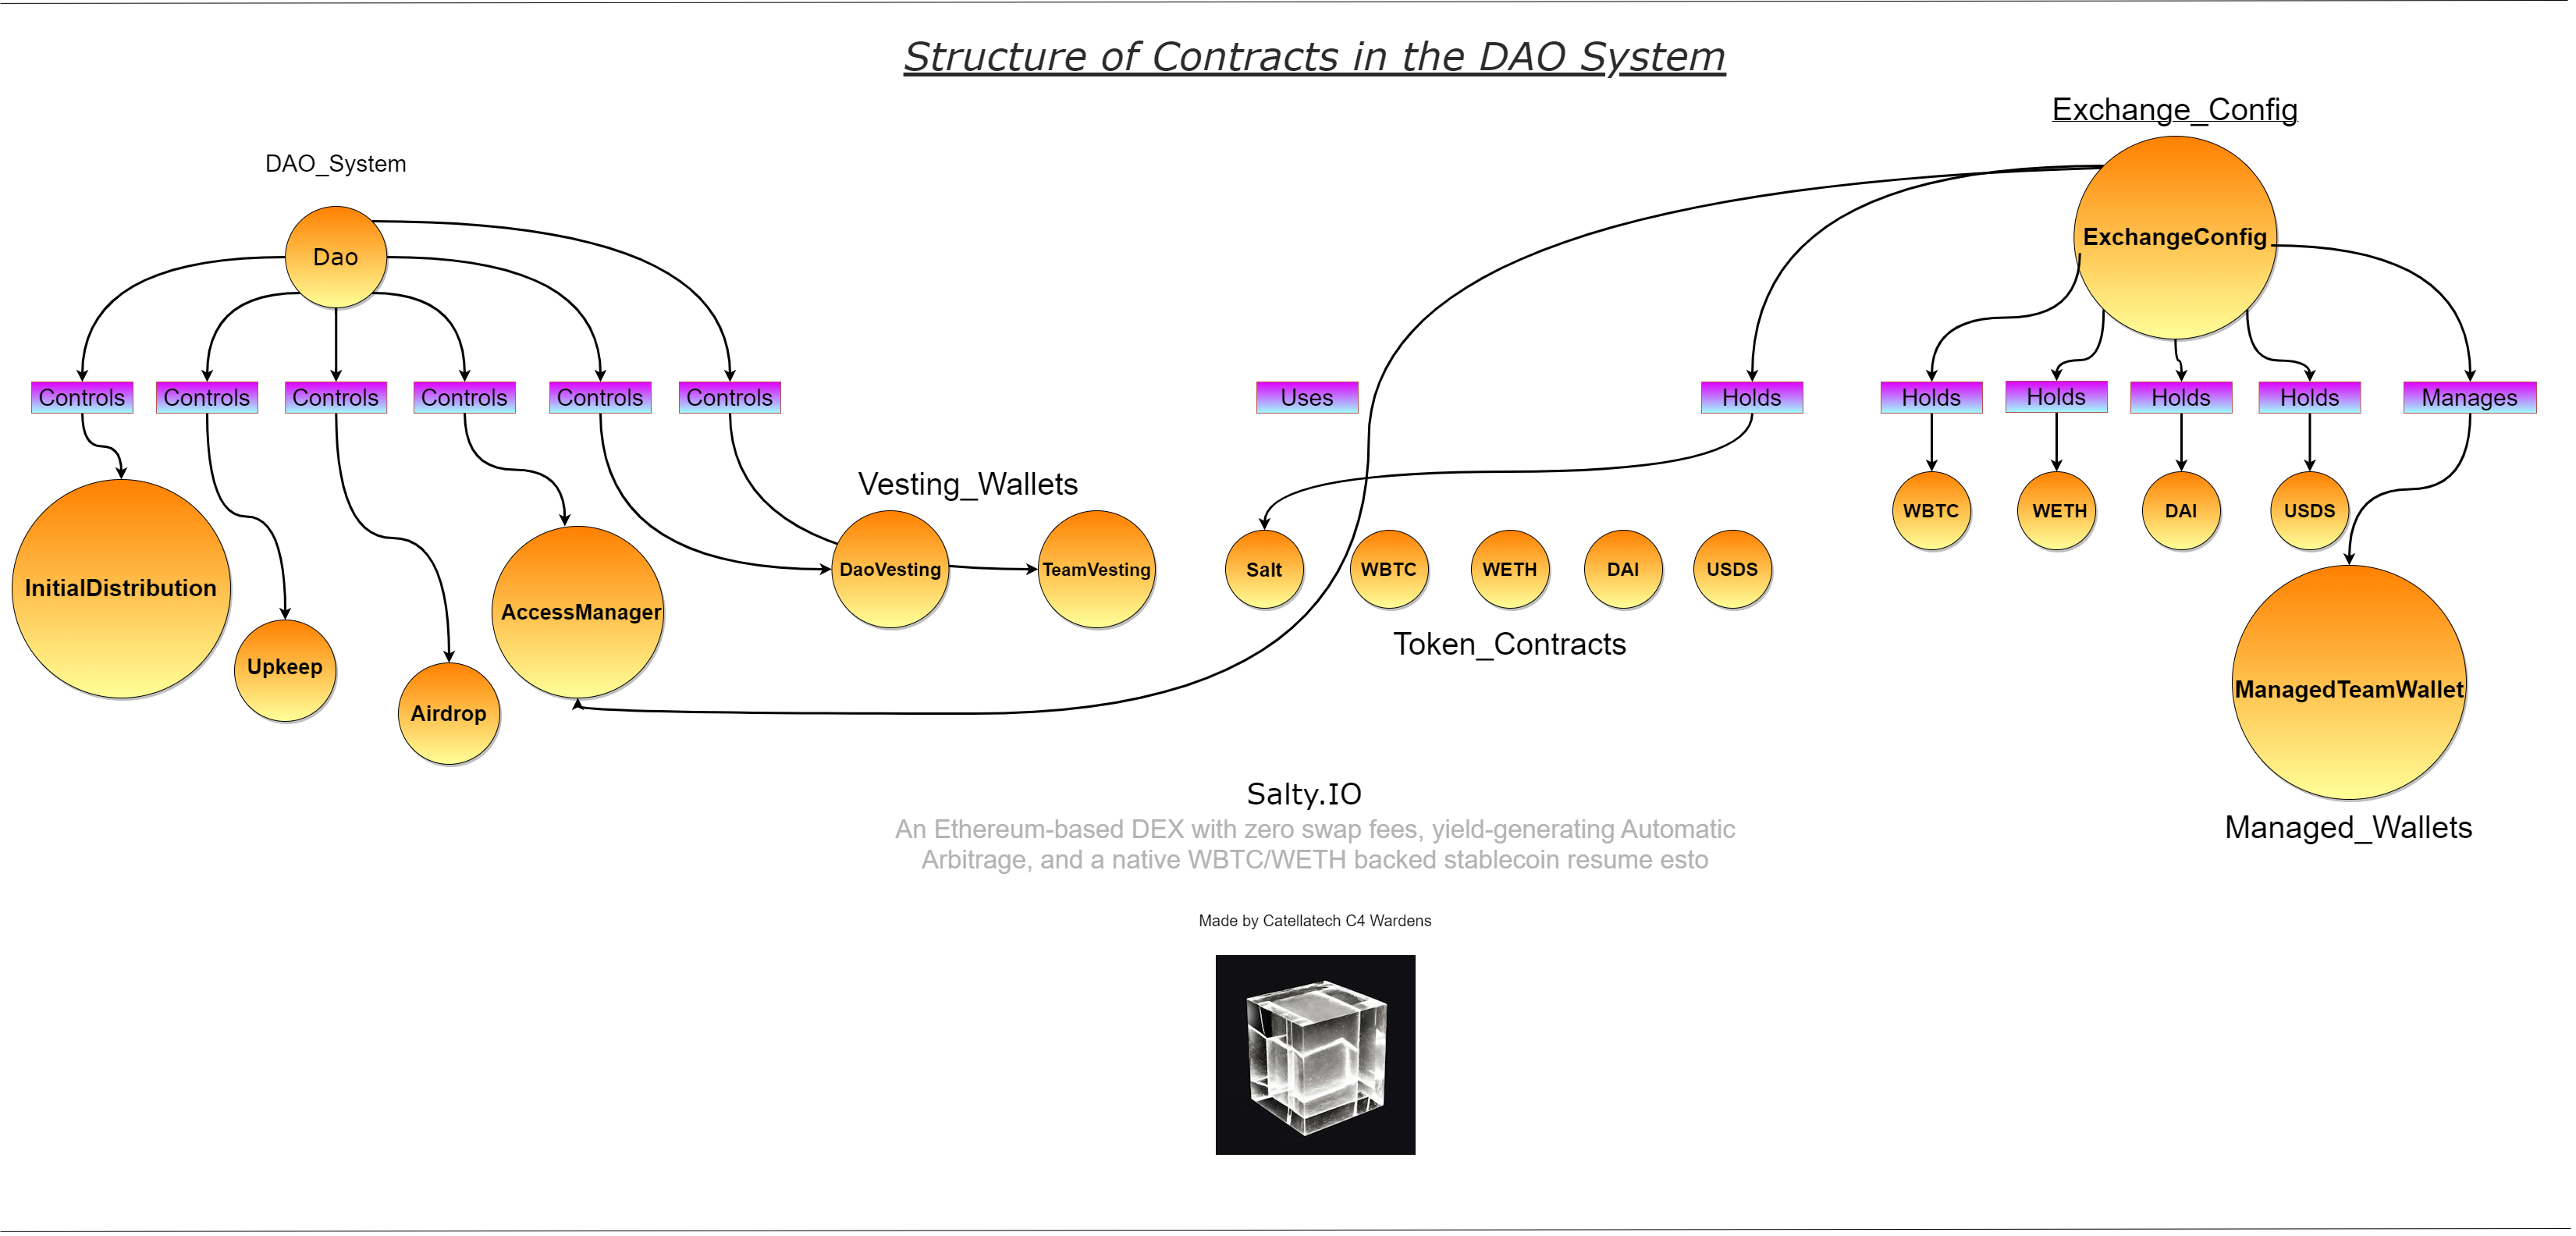 Structure of Contracts in the DAO System
Exchange_Config
DAO_System
Dao
ExchangeConfig
Controls
Controls
Controls
Controls
Controls
Controls
Uses
Holds
Holds
Holds
Holds
Holds
Manages
Vesting_Wallets
WBTC
WETH
DAI
USDS
InitialDistribution
Upkeep
Airdrop
AccessManager
DaoVesting
TeamVesting
Salt
WBTC
WETH
DAI
USDS
Token_Contracts
ManagedTeamWallet
Managed_Wallets
Salty.IO
An Ethereum-based DEX with zero swap fees, yield-generating Automatic
Arbitrage, and a native WBTC/WETH backed stablecoin resume esto
Made by Catellatech C4 Wardens